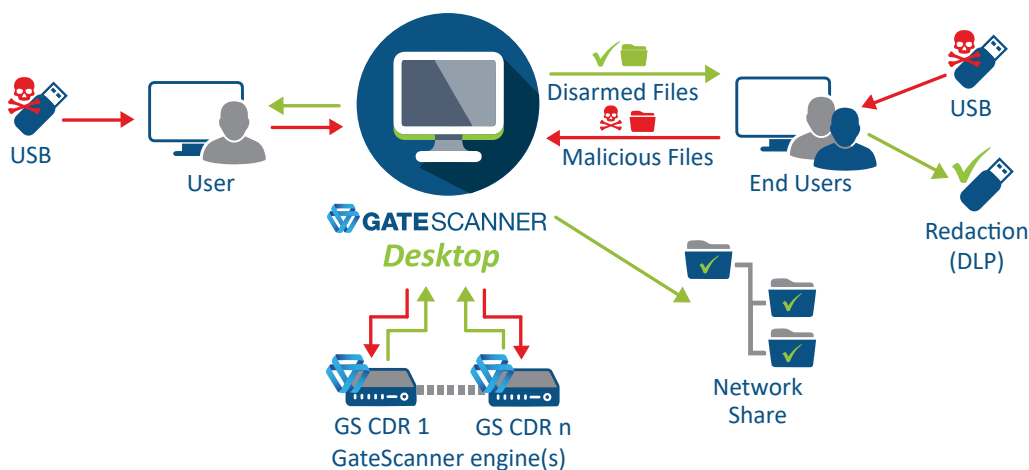 Disarmed Files
Malicious Files
USB
User
End Users
USB
Redaction
(DLP)
GATESCANNER
Desktop
Network
Share
GS CDR 1
GS CDR n
GateScanner engine(s)